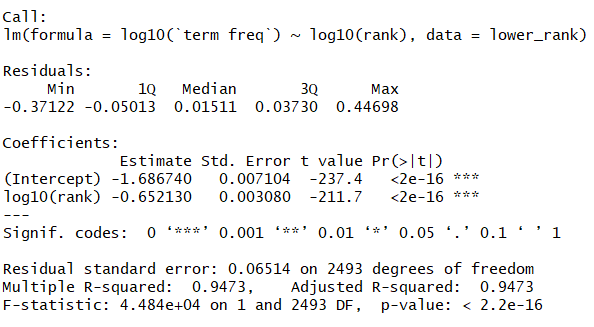 Call:
lm(formula = log10(`term freq`) ~ log10(rank), data = lower_rank)
Residuals:
Min 1Q Median 3Q Max
-0.37122 -0.05013 0.01511 0.03730 0.44698
Coefficients:
Estimate Std. Error t value Pr(>|t|)
(Intercept) -1.686740 0.007104 -237.4 <2e-16 ***
log10(rank) -0.652130 0.003080 -211.7 <2e-16 ***
---
Signif. codes: 0 ‘***’ 0.001 ‘**’ 0.01 ‘*’ 0.05 ‘.’ 0.1 ‘ ’ 1
Residual standard error: 0.06514 on 2493 degrees of freedom
Multiple R-squared: 0.9473, Adjusted R-squared: 0.9473
F-statistic: 4.484e+04 on 1 and 2493 DF, p-value: < 2.2e-16